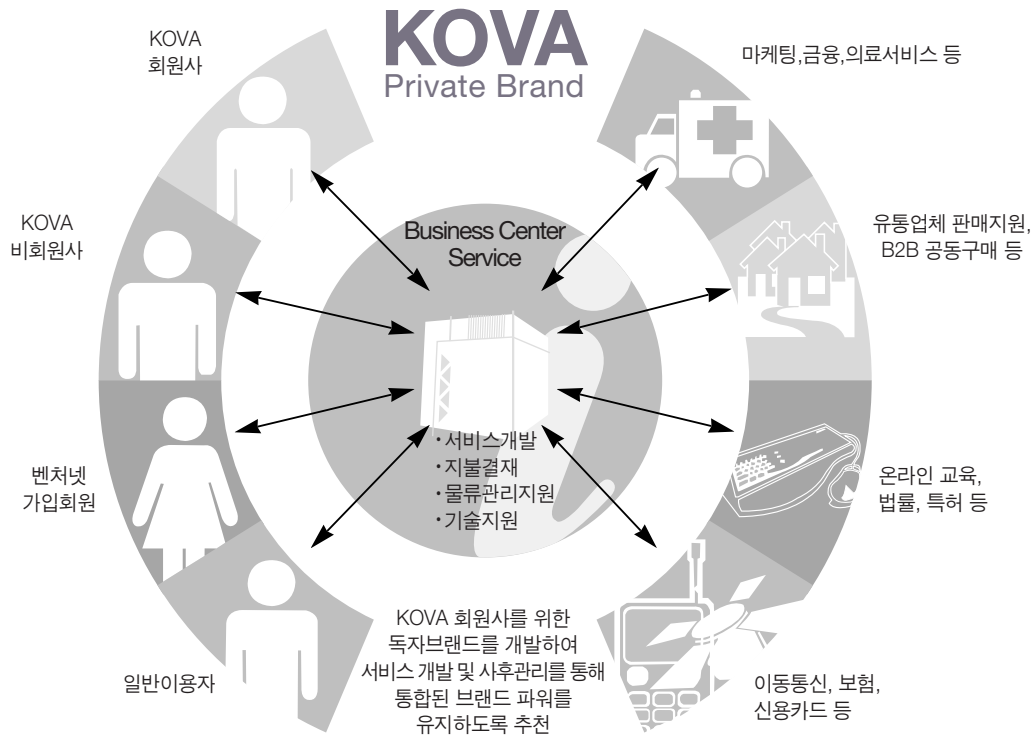 KOVA
Private Brand
KOVA
회원사
KOVA
비회원사
벤처넷
가입회원
일반이용자
Business Center
Service
•서비스개발
•지불결재
•물류관리지원
•기술지원
KOVA 회원사를 위한
독자브랜드를 개발하여
서비스 개발 및 사후관리를 통해
통합된 브랜드 파워를
유지하도록 추천
마케팅,금융,의료서비스 등
유통업체 판매지원,
B2B 공동구매 등
온라인 교육,
법률, 특허 등
이동통신, 보험,
신용카드 등